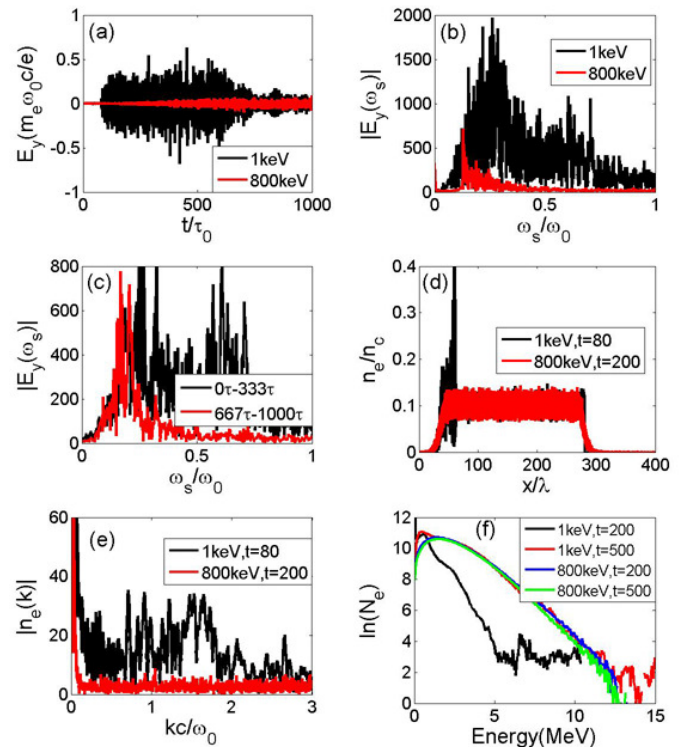 (a)
1
0.5
0
-0.5
-1
E_y(m_eω_0c/e)
1keV
800keV
0
500
1000
t/τ_0
(b)
2000
1500
1000
500
0
|E_y(ω_s)|
1keV
800keV
0
0.5
1
ω_s/ω_0
(c)
800
600
400
200
0
|E_y(ω_s)|
0τ-333τ
667τ-1000τ
0
0.5
1
ω_s/ω_0
(d)
0.4
0.3
0.2
0.1
0
n_e/n_c
1keV,t=80
800keV,t=200
0
100
200
300
400
x/λ
(e)
60
40
20
0
|n_e(k)|
1keV,t=80
800keV,t=200
0
1
2
3
kc/ω_0
(f)
12
10
8
6
4
2
0
ln(N_e)
1keV,t=200
1keV,t=500
800keV,t=200
800keV,t=500
0
5
10
15
Energy(MeV)